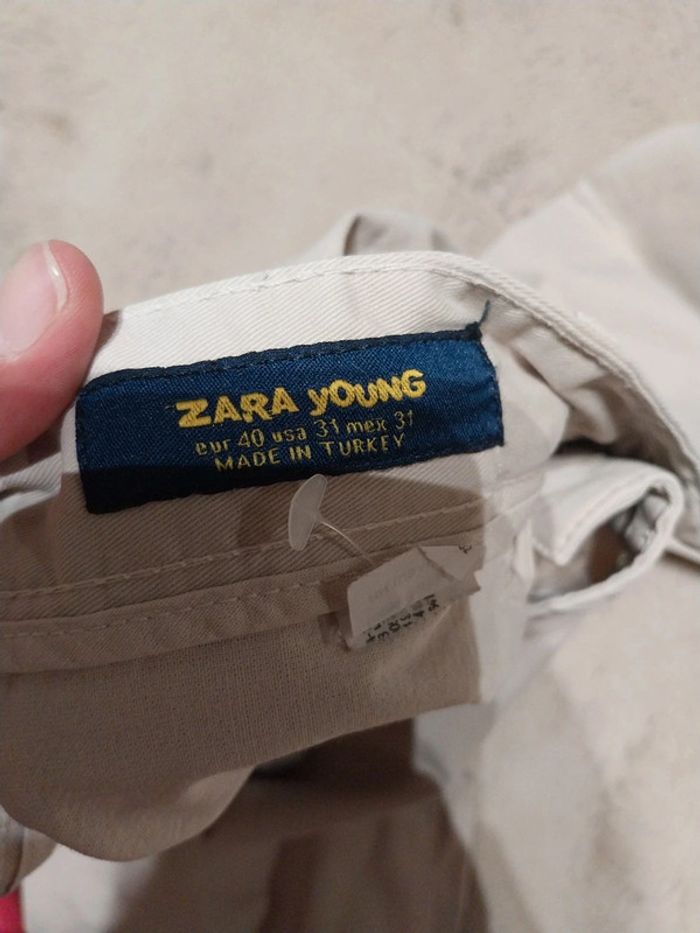 ZARA yOUNG
eur 40 usa 31 mex 31
MADE IN TURKEY